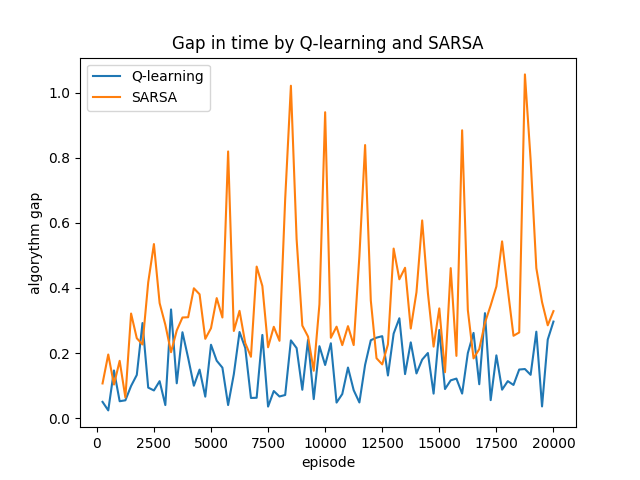 Gap in time by Q-learning and SARSA
Q-learning
SARSA
1.0
0.8
0.6
0.4
0.2
0.0
algorythm gap
0 2500 5000 7500 10000 12500 15000 17500 20000
episode